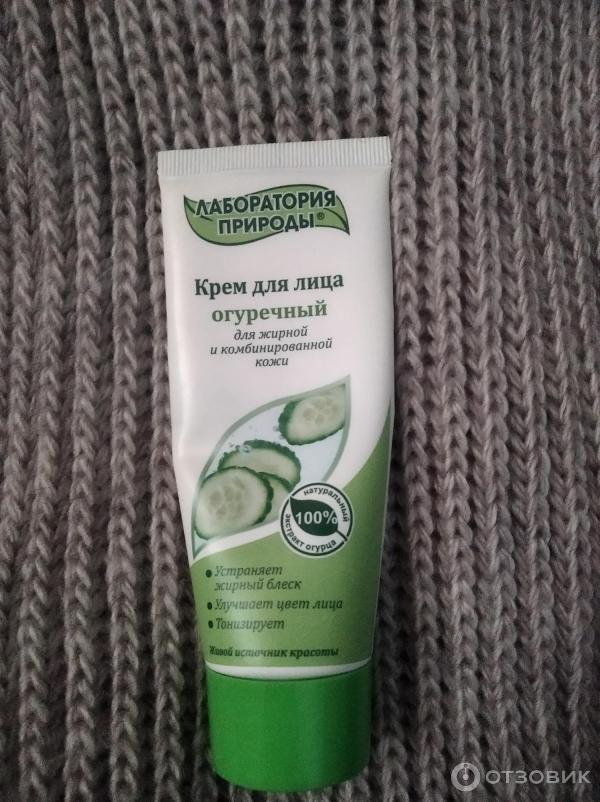 ЛАБОРАТОРИЯ
ПРИРОДЫ®
Крем для лица
огуречный
для жирной
и комбинированной
кожи
натуральный
100%
экстракт огурца
• Устраняет
жирный блеск
• Улучшает цвет лица
• Тонизирует
Живой источник красоты
ОТЗОВИК